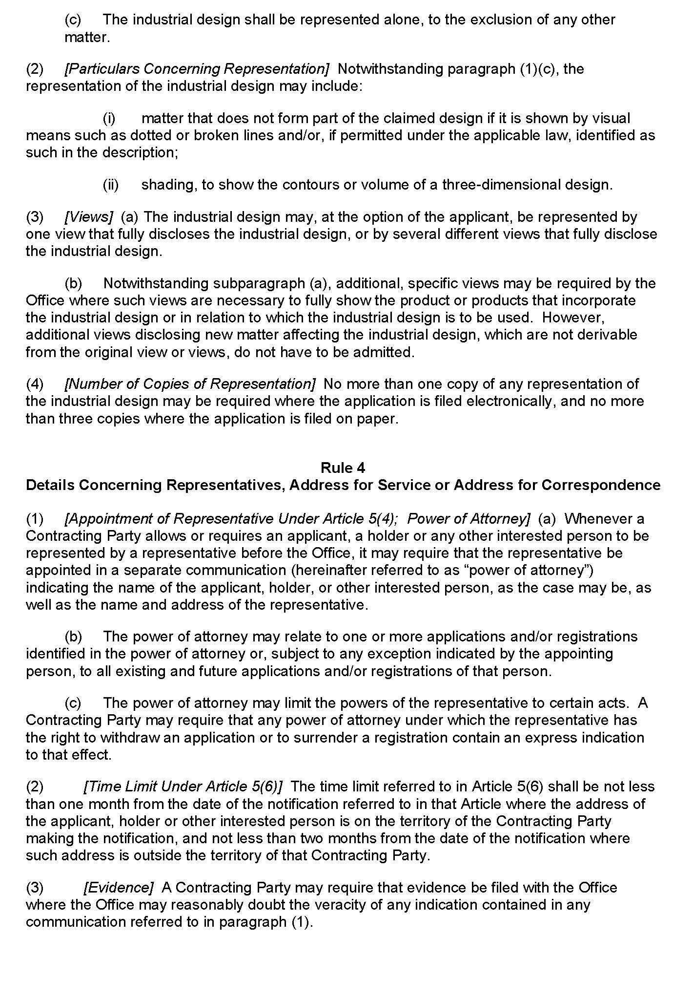 (c) The industrial design shall be represented alone, to the exclusion of any other
matter.
(2) [Particulars Concerning Representation] Notwithstanding paragraph (1)(c), the
representation of the industrial design may include:
(i) matter that does not form part of the claimed design if it is shown by visual
means such as dotted or broken lines and/or, if permitted under the applicable law, identified as
such in the description;
(ii) shading, to show the contours or volume of a three-dimensional design.
(3) [Views] (a) The industrial design may, at the option of the applicant, be represented by
one view that fully discloses the industrial design, or by several different views that fully disclose
the industrial design.
(b) Notwithstanding subparagraph (a), additional, specific views may be required by the
Office where such views are necessary to fully show the product or products that incorporate
the industrial design or in relation to which the industrial design is to be used. However,
additional views disclosing new matter affecting the industrial design, which are not derivable
from the original view or views, do not have to be admitted.
(4) [Number of Copies of Representation] No more than one copy of any representation of
the industrial design may be required where the application is filed electronically, and no more
than three copies where the application is filed on paper.
Rule 4
Details Concerning Representatives, Address for Service or Address for Correspondence
(1) [Appointment of Representative Under Article 5(4); Power of Attorney] (a) Whenever a
Contracting Party allows or requires an applicant, a holder or any other interested person to be
represented by a representative before the Office, it may require that the representative be
appointed in a separate communication (hereinafter referred to as “power of attorney”)
indicating the name of the applicant, holder, or other interested person, as the case may be, as
well as the name and address of the representative.
(b) The power of attorney may relate to one or more applications and/or registrations
identified in the power of attorney or, subject to any exception indicated by the appointing
person, to all existing and future applications and/or registrations of that person.
(c) The power of attorney may limit the powers of the representative to certain acts. A
Contracting Party may require that any power of attorney under which the representative has
the right to withdraw an application or to surrender a registration contain an express indication
to that effect.
(2) [Time Limit Under Article 5(6)] The time limit referred to in Article 5(6) shall be not less
than one month from the date of the notification referred to in that Article where the address of
the applicant, holder or other interested person is on the territory of the Contracting Party
making the notification, and not less than two months from the date of the notification where
such address is outside the territory of that Contracting Party.
(3) [Evidence] A Contracting Party may require that evidence be filed with the Office
where the Office may reasonably doubt the veracity of any indication contained in any
communication referred to in paragraph (1).